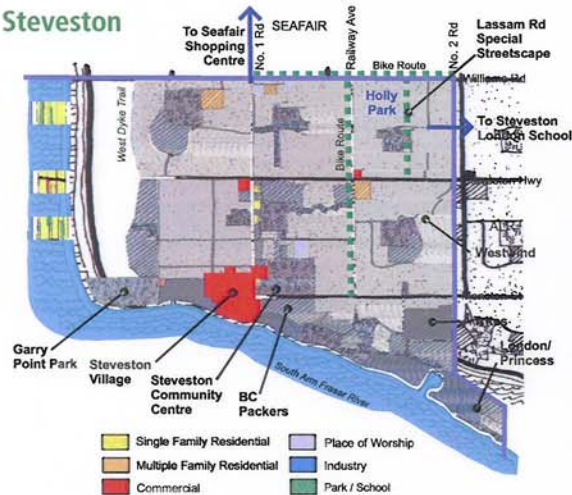 Steveston
To Seafair
Shopping
Centre
No. 1 Rd
SEAFAIR
Railway Ave
Bike Route
No. 2 Rd
Lassam Rd
Special
Streetscape
Williams Rd
West Dyke Trail
Holly
Park
Bike Route
To Steveston
London School
Hwy
Westwind
Garry
Point Park
Steveston
Village
Steveston
Community
Centre
BC
Packers
South Arm Fraser River
London/
Princess
Single Family Residential
Multiple Family Residential
Commercial
Place of Worship
Industry
Park / School